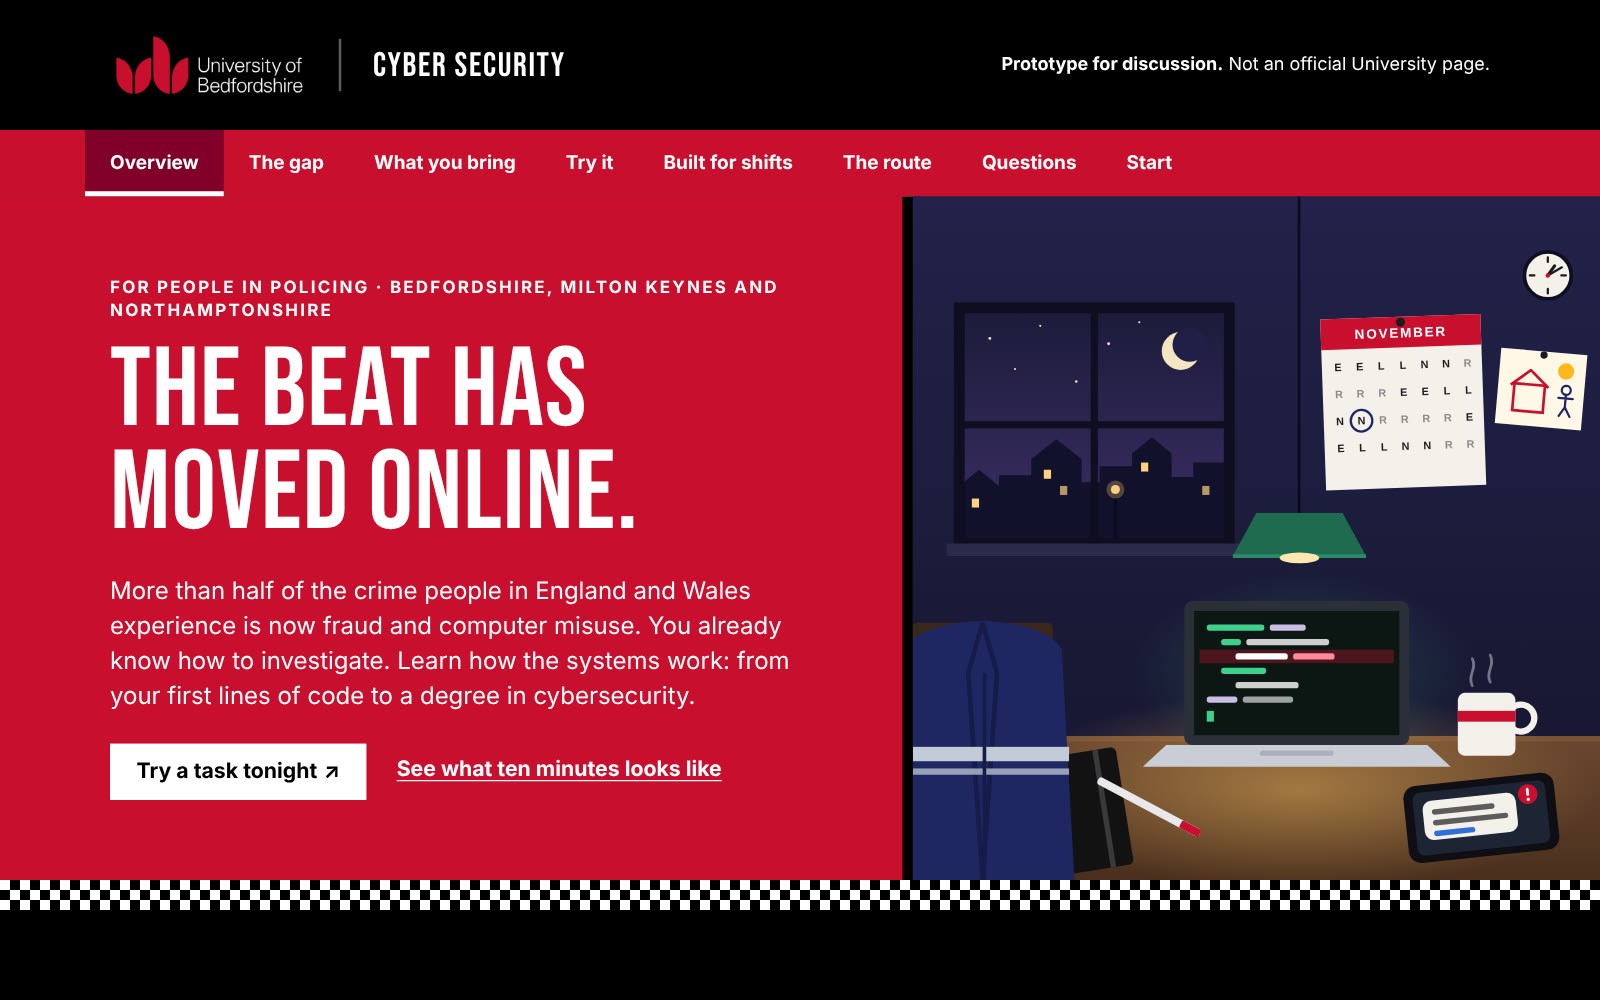 University of
Bedfordshire
CYBER SECURITY
Prototype for discussion. Not an official University page.
Overview The gap What you bring Try it Built for shifts The route Questions Start
FOR PEOPLE IN POLICING · BEDFORDSHIRE, MILTON KEYNES AND
NORTHAMPTONSHIRE
THE BEAT HAS
MOVED ONLINE.
More than half of the crime people in England and Wales
experience is now fraud and computer misuse. You already
know how to investigate. Learn how the systems work: from
your first lines of code to a degree in cybersecurity.
Try a task tonight ↗
See what ten minutes looks like
NOVEMBER
E E L L N N R
R R R E E L L
N N R R R R E
E L L N N R R